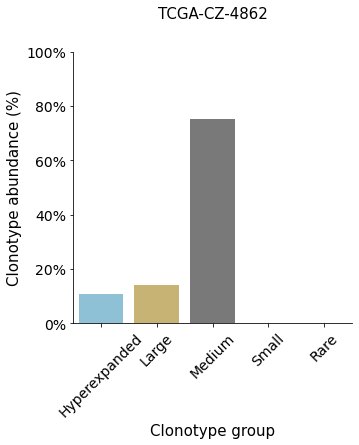 TCGA-CZ-4862
100%
80%
60%
40%
20%
0%
Clonotype abundance (%)
Hyperexpanded
Large
Medium
Small
Rare
Clonotype group